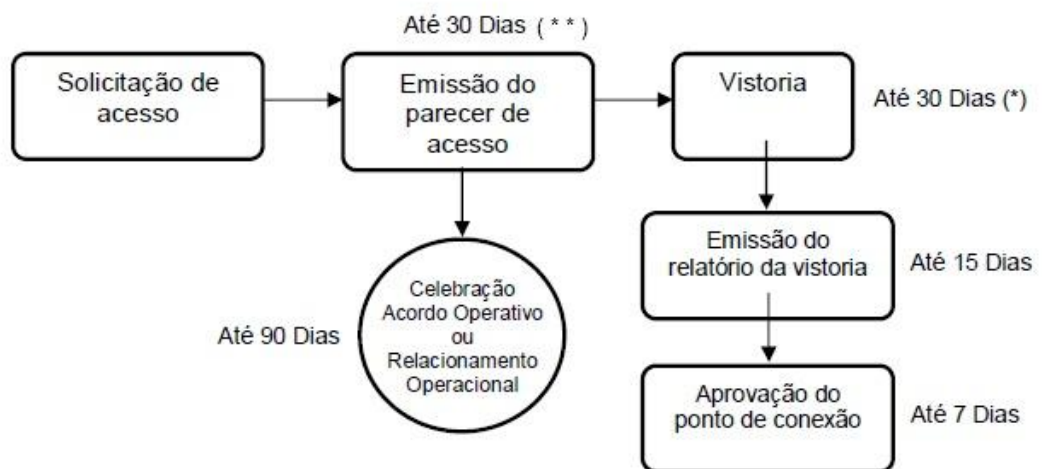 Até 30 Dias ( * * )
Solicitação de
acesso
Emissão do
parecer de
acesso
Vistoria
Até 30 Dias (*)
Emissão do
relatório da vistoria
Até 15 Dias
Celebração
Acordo Operativo
ou
Relacionamento
Operacional
Até 90 Dias
Aprovação do
ponto de conexão
Até 7 Dias